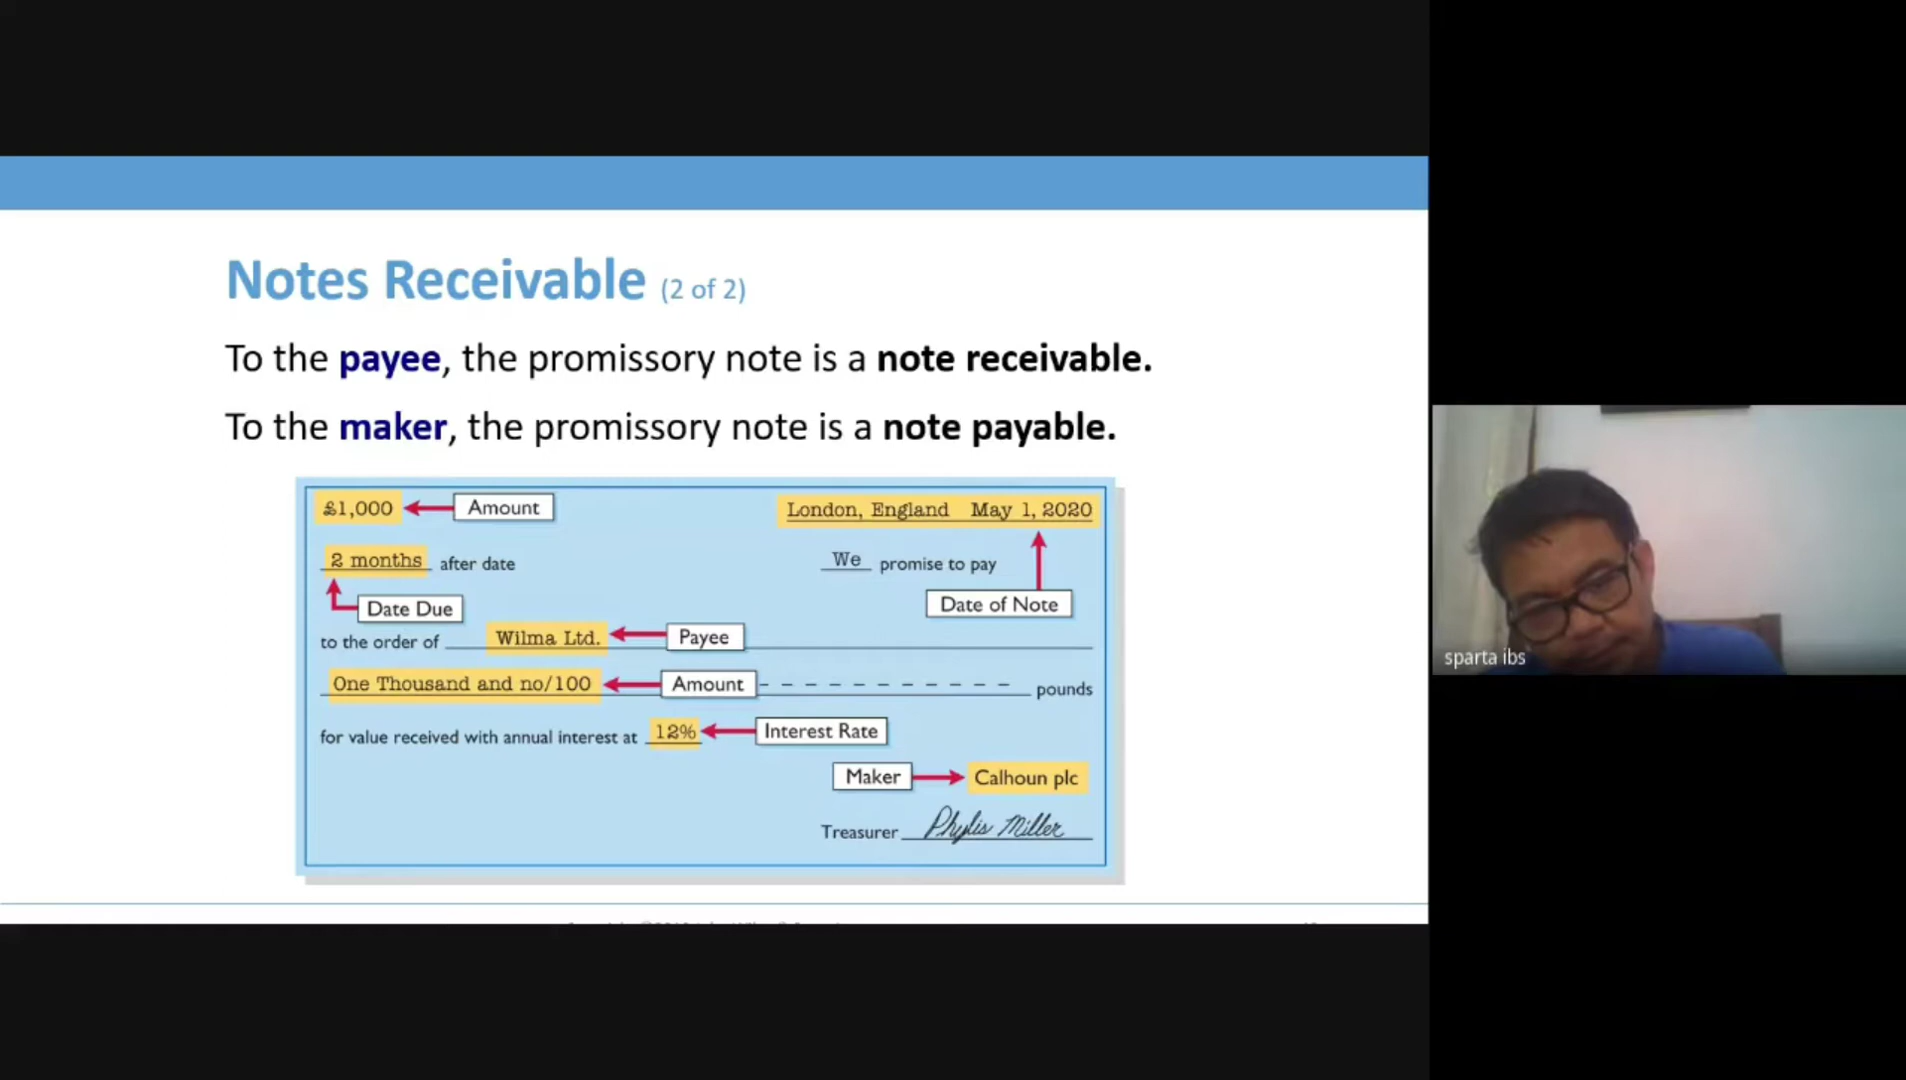 Notes Receivable (2 of 2)
To the payee, the promissory note is a note receivable.
To the maker, the promissory note is a note payable.
£1,000 Amount London, England May 1, 2020
2 months after date We promise to pay
Date Due Date of Note
to the order of Wilma Ltd. Payee
One Thousand and no/100 Amount pounds
for value received with annual interest at 12% Interest Rate
Maker Calhoun plc
Treasurer Phylis Miller
sparta ibs